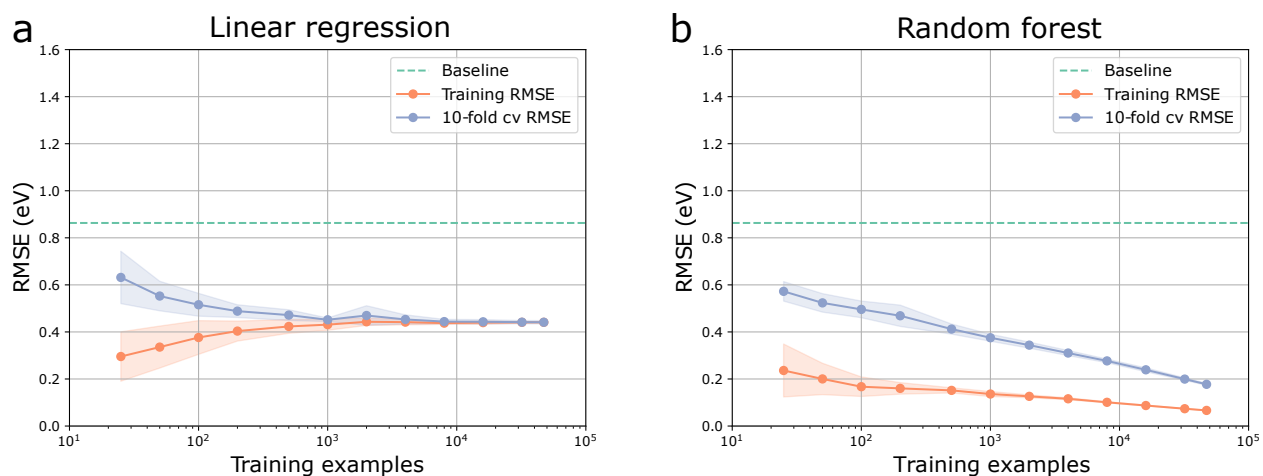 a
Linear regression
1.6
1.4
1.2
1.0
0.8
0.6
0.4
0.2
0.0
RMSE (eV)
Baseline
Training RMSE
10-fold cv RMSE
10¹
10²
10³
10⁴
10⁵
Training examples
b
Random forest
1.6
1.4
1.2
1.0
0.8
0.6
0.4
0.2
0.0
RMSE (eV)
Baseline
Training RMSE
10-fold cv RMSE
10¹
10²
10³
10⁴
10⁵
Training examples